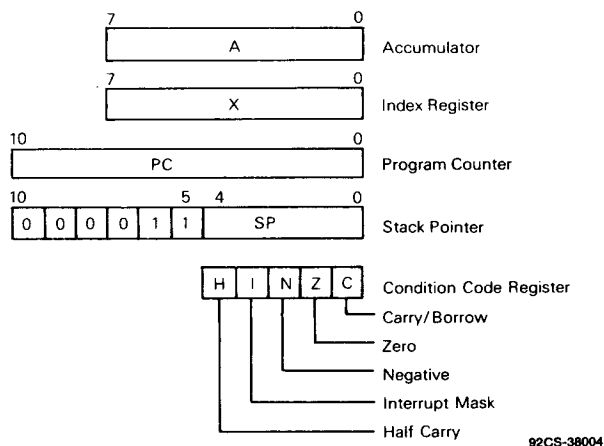 7 0
A Accumulator
7 0
X Index Register
10 0
PC Program Counter
10 5 4 0
0 0 0 0 1 1 SP Stack Pointer
H I N Z C Condition Code Register
Carry/Borrow
Zero
Negative
Interrupt Mask
Half Carry
92CS-38004